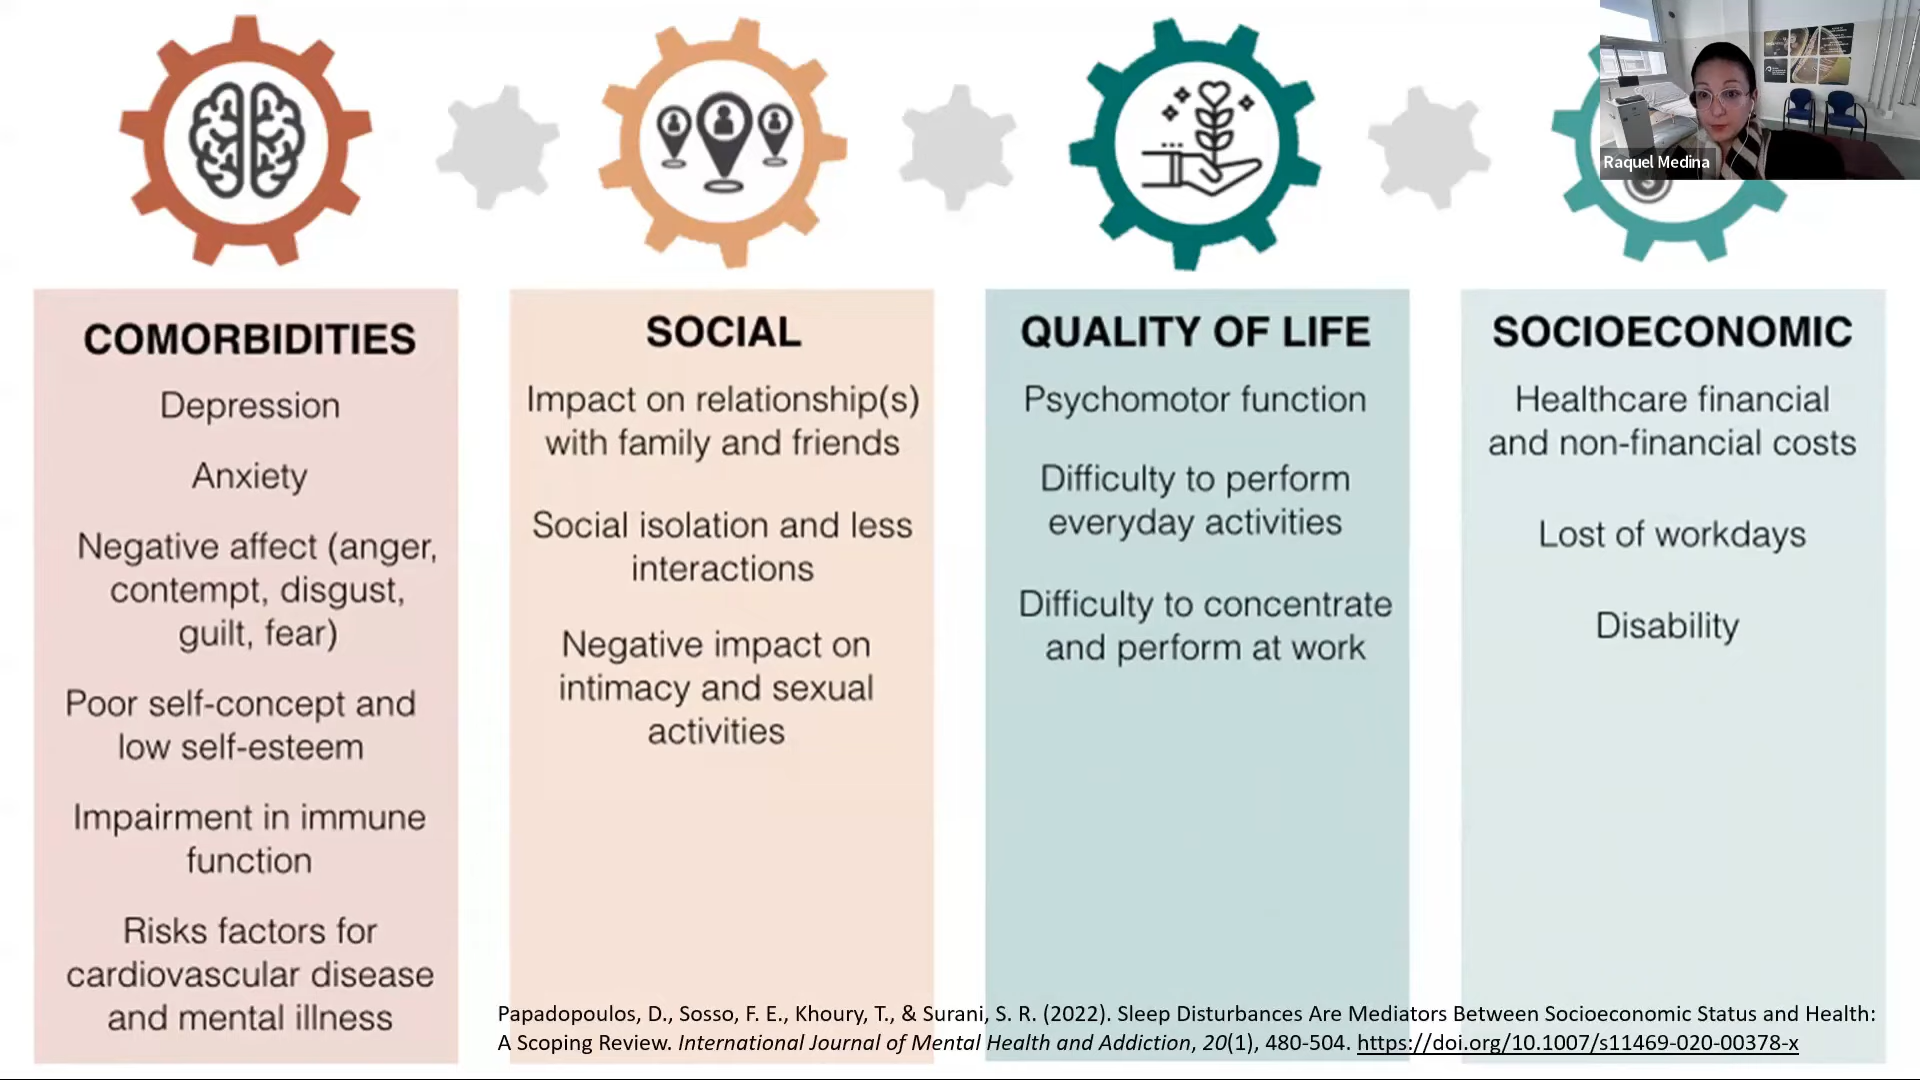 Raquel Medina
COMORBIDITIES
Depression
Anxiety
Negative affect (anger,
contempt, disgust,
guilt, fear)
Poor self-concept and
low self-esteem
Impairment in immune
function
Risks factors for
cardiovascular disease
and mental illness
SOCIAL
Impact on relationship(s)
with family and friends
Social isolation and less
interactions
Negative impact on
intimacy and sexual
activities
QUALITY OF LIFE
Psychomotor function
Difficulty to perform
everyday activities
Difficulty to concentrate
and perform at work
SOCIOECONOMIC
Healthcare financial
and non-financial costs
Lost of workdays
Disability
Papadopoulos, D., Sosso, F. E., Khoury, T., & Surani, S. R. (2022). Sleep Disturbances Are Mediators Between Socioeconomic Status and Health:
A Scoping Review. International Journal of Mental Health and Addiction, 20(1), 480-504. https://doi.org/10.1007/s11469-020-00378-x